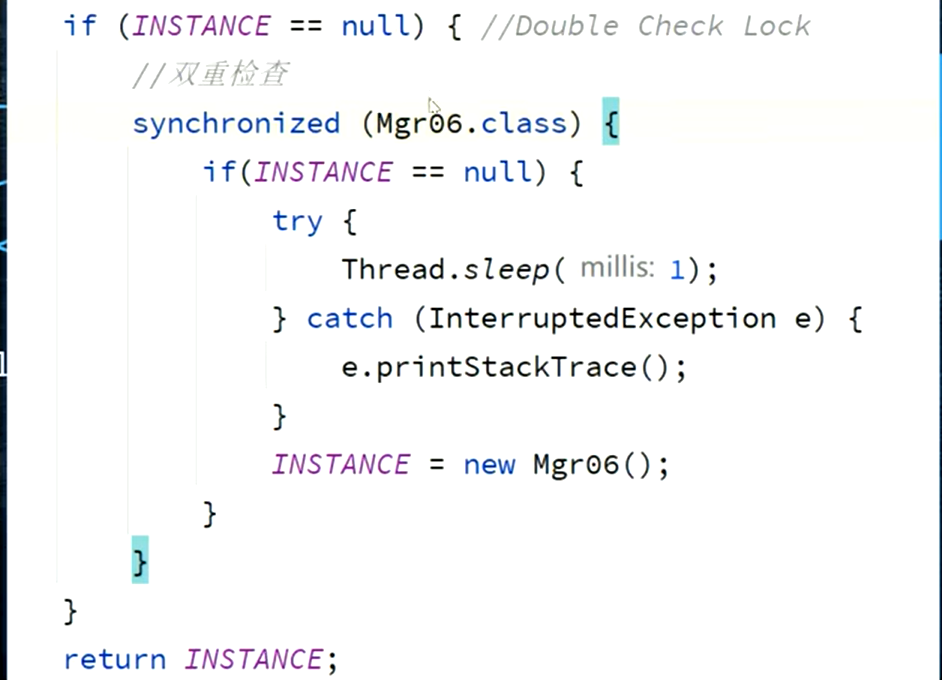 if (INSTANCE == null) { //Double Check Lock
//双重检查
synchronized (Mgr06.class) {
if(INSTANCE == null) {
try {
Thread.sleep( millis: 1);
} catch (InterruptedException e) {
e.printStackTrace();
}
INSTANCE = new Mgr06();
}
}
}
return INSTANCE;